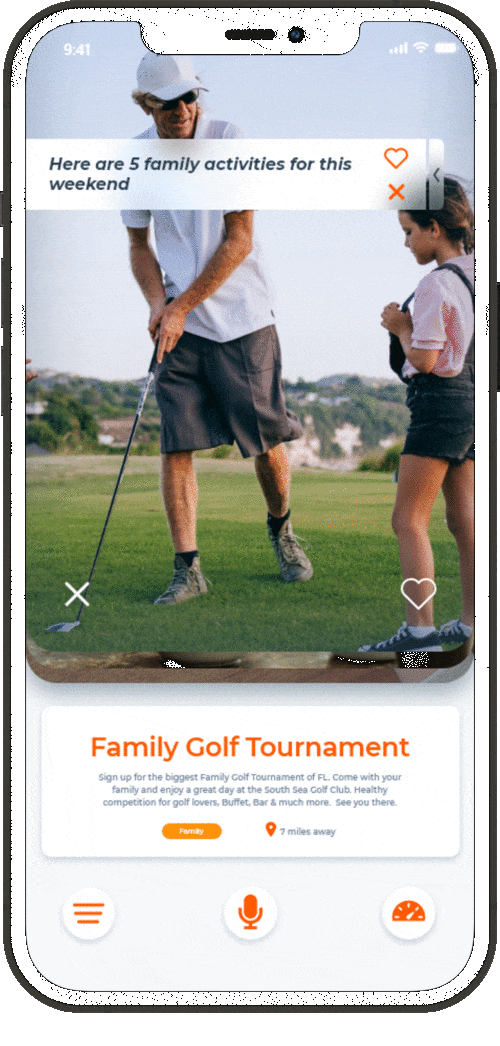 9:41
Here are 5 family activities for this
weekend
Family Golf Tournament
Sign up for the biggest Family Golf Tournament of FL. Come with your
family and enjoy a great day at the South Sea Golf Club. Healthy
competition for golf lovers, Buffet, Bar & much more. See you there.
Family
7 miles away